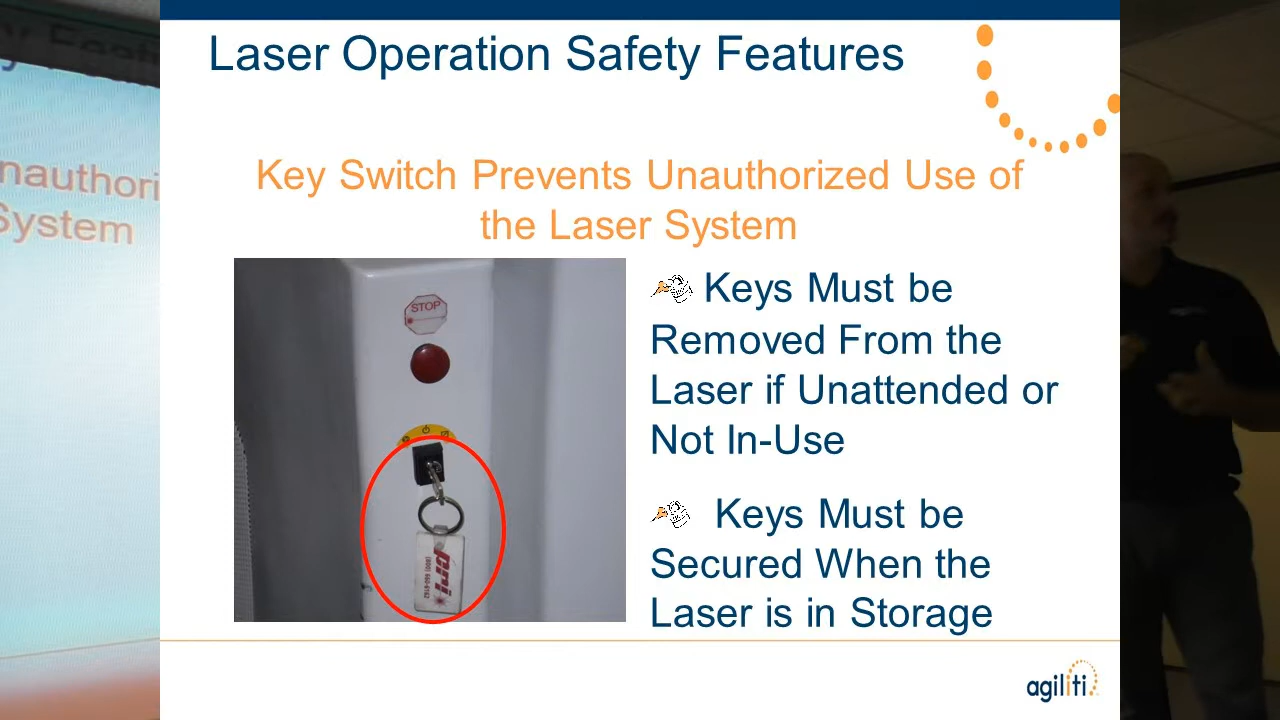 Laser Operation Safety Features
Key Switch Prevents Unauthorized Use of
the Laser System
STOP
ppi
Keys Must be
Removed From the
Laser if Unattended or
Not In-Use
Keys Must be
Secured When the
Laser is in Storage
agiliti
nauthori
System